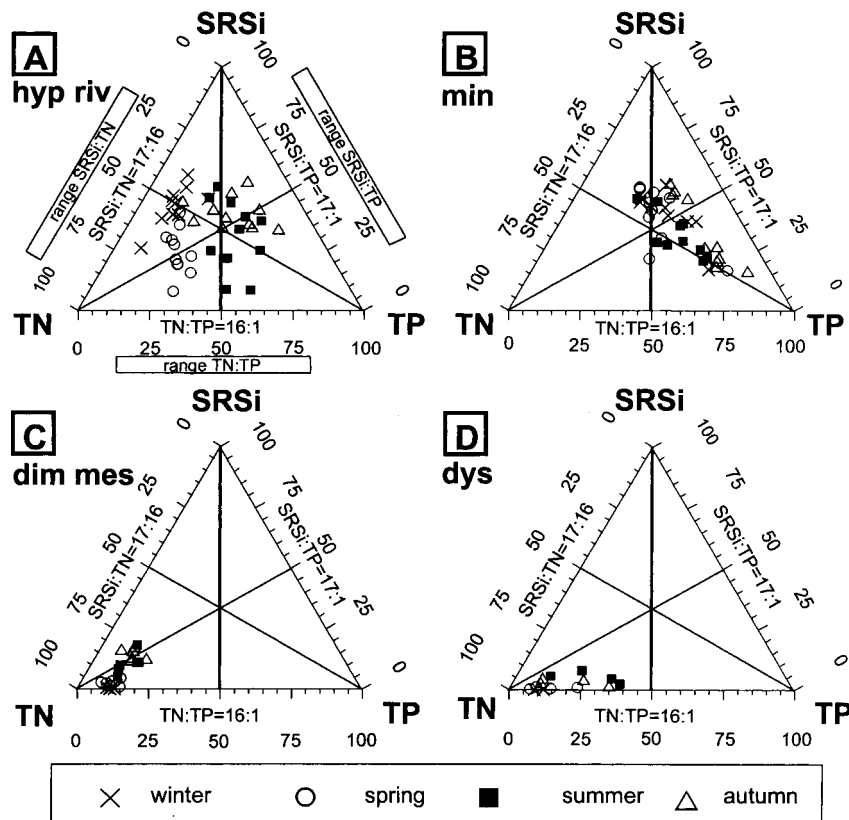 SRSi
A
hyp riv
0
100
25
75
50
50
75
25
100
0
range SRSi:TN
SRSi:TN=17:16
SRSi:TP=17:1
range SRSi:TP
TN
TP
TN:TP=16:1
0 25 50 75 100
range TN:TP
SRSi
B
min
0
100
25
75
50
50
75
25
100
0
SRSi:TN=17:16
SRSi:TP=17:1
TN
TP
TN:TP=16:1
0 25 50 75 100
SRSi
C
dim mes
0
100
25
75
50
50
75
25
100
0
SRSi:TN=17:16
SRSi:TP=17:1
TN
TP
TN:TP=16:1
0 25 50 75 100
SRSi
D
dys
0
100
25
75
50
50
75
25
100
0
SRSi:TN=17:16
SRSi:TP=17:1
TN
TP
TN:TP=16:1
0 25 50 75 100
winter spring summer autumn